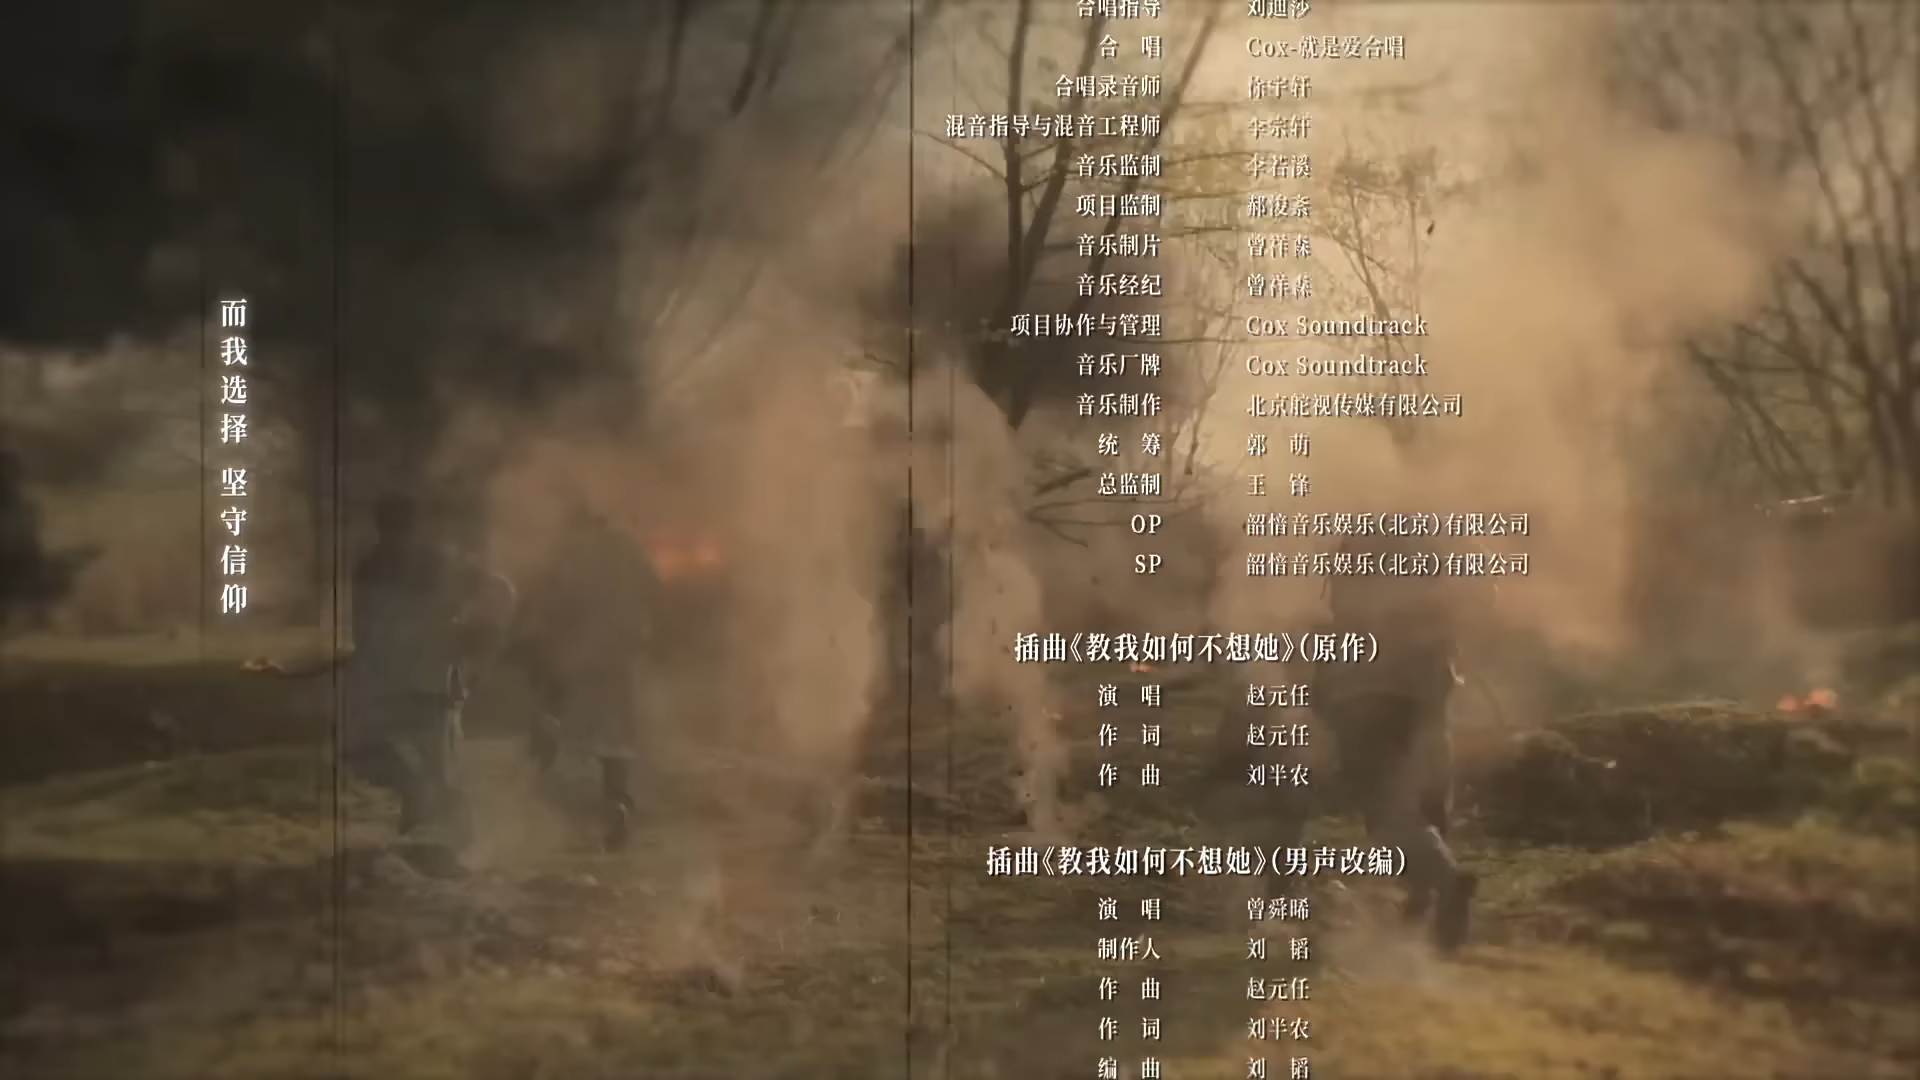 而我选择 坚守信仰
合唱指导 刘迪莎
合 唱 Cox-就是爱合唱
合唱录音师 徐宇轩
混音指导与混音工程师 李宗轩
音乐监制 李若溪
项目监制 郝浚斎
音乐制片 曾祥森
音乐经纪 曾祥森
项目协作与管理 Cox Soundtrack
音乐厂牌 Cox Soundtrack
音乐制作 北京舵视传媒有限公司
统 筹 郭 萌
总监制 王 锋
OP 韶愔音乐娱乐(北京)有限公司
SP 韶愔音乐娱乐(北京)有限公司
插曲《教我如何不想她》(原作)
演 唱 赵元任
作 词 赵元任
作 曲 刘半农
插曲《教我如何不想她》(男声改编)
演 唱 曾舜晞
制作人 刘 韬
作 曲 赵元任
作 词 刘半农
编 曲 刘 韬